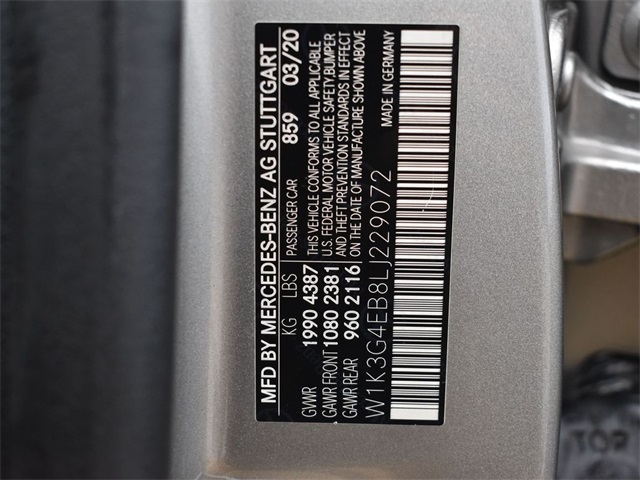 MFD BY MERCEDES-BENZ AG STUTTGART
KG LBS PASSENGER CAR 859 03/20
GVWR 1990 4387 THIS VEHICLE CONFORMS TO ALL APPLICABLE
GAWR FRONT 1080 2381 U.S. FEDERAL MOTOR VEHICLE SAFETY,BUMPER
GAWR REAR 960 2116 AND THEFT PREVENTION STANDARDS IN EFFECT
ON THE DATE OF MANUFACTURE SHOWN ABOVE
W1K3G4EB8LJ229072 MADE IN GERMANY
TOP